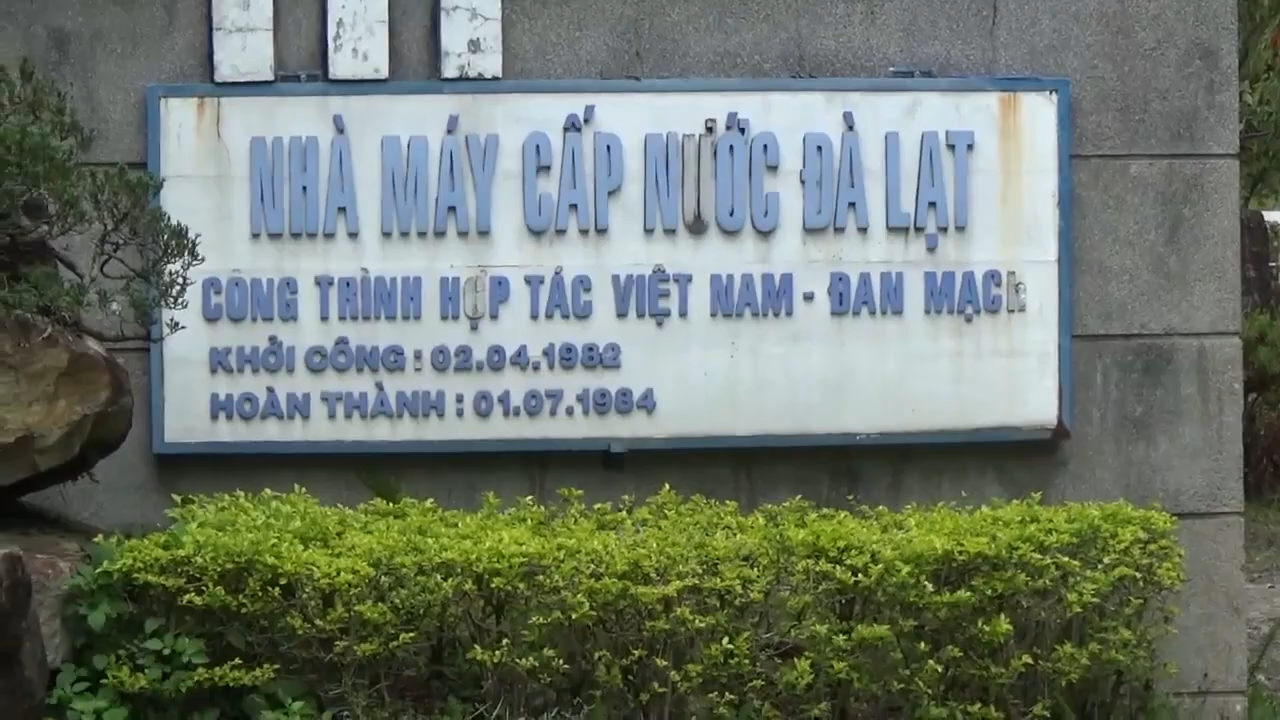 NHÀ MÁY CẤP NƯỚC ĐÀ LẠT
CÔNG TRÌNH HỢP TÁC VIỆT NAM - ĐAN MẠCH
KHỞI CÔNG : 02.04.1982
HOÀN THÀNH : 01.07.1984